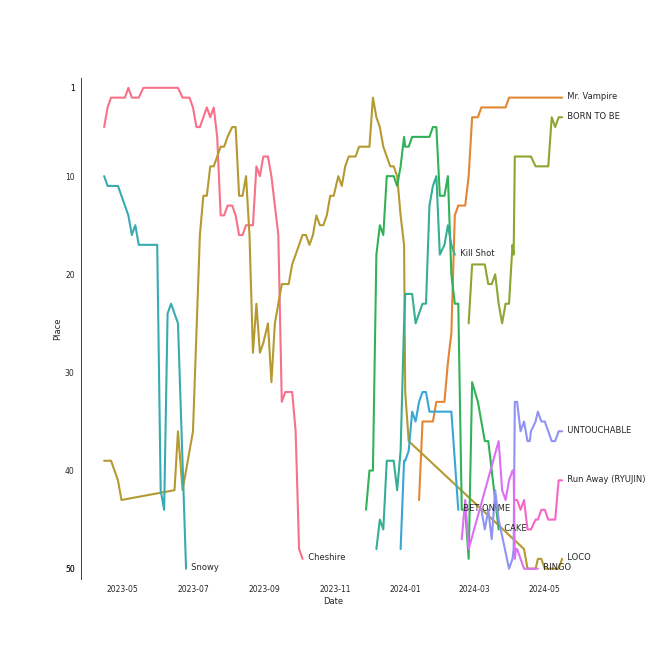 1
Mr. Vampire
BORN TO BE
10
Kill Shot
20
Place
30
UNTOUCHABLE
40
Run Away (RYUJIN)
BET ON ME
CAKE
LOCO
50
Snowy
Cheshire
RINGO
2023-05
2023-07
2023-09
2023-11
2024-01
2024-03
2024-05
Date